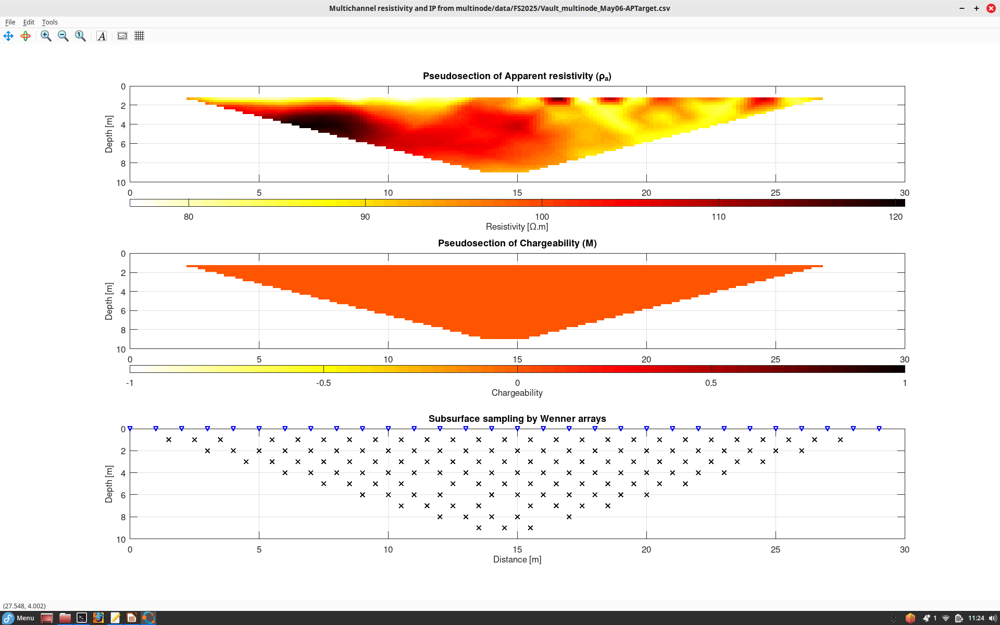 Multichannel resistivity and IP from multinode/data/FS2025/Vault_multinode_May06-APTarget.csv
File Edit Tools
Pseudosection of Apparent resistivity (ρa)
0
2
4
6
8
10
Depth [m]
0 5 10 15 20 25 30
80 90 100 110 120
Resistivity [Ω.m]
Pseudosection of Chargeability (M)
0
2
4
6
8
10
Depth [m]
0 5 10 15 20 25 30
-1 -0.5 0 0.5 1
Chargeability
Subsurface sampling by Wenner arrays
0
2
4
6
8
10
Depth [m]
0 5 10 15 20 25 30
Distance [m]
(27.548, 4.002)
Menu 1 11:24